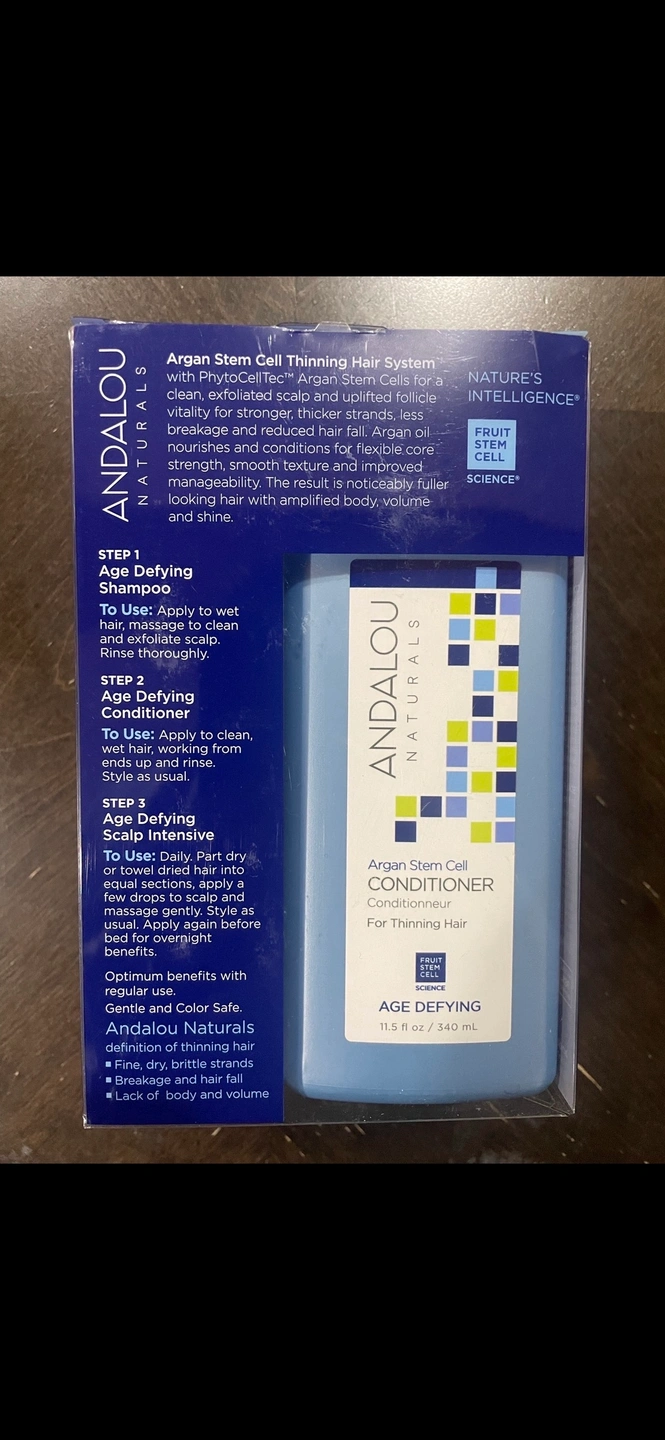 ANDALOU
NATURALS
Argan Stem Cell Thinning Hair System
with PhytoCellTec™ Argan Stem Cells for a
clean, exfoliated scalp and uplifted follicle
vitality for stronger, thicker strands, less
breakage and reduced hair fall. Argan oil
nourishes and conditions for flexible core
strength, smooth texture and improved
manageability. The result is noticeably fuller
looking hair with amplified body, volume
and shine.
NATURE'S
INTELLIGENCE®
FRUIT
STEM
CELL
SCIENCE®
STEP 1
Age Defying
Shampoo
To Use: Apply to wet
hair, massage to clean
and exfoliate scalp.
Rinse thoroughly.
STEP 2
Age Defying
Conditioner
To Use: Apply to clean,
wet hair, working from
ends up and rinse.
Style as usual.
STEP 3
Age Defying
Scalp Intensive
To Use: Daily. Part dry
or towel dried hair into
equal sections, apply a
few drops to scalp and
massage gently. Style as
usual. Apply again before
bed for overnight
benefits.
Optimum benefits with
regular use.
Gentle and Color Safe.
Andalou Naturals
definition of thinning hair
▪ Fine, dry, brittle strands
▪ Breakage and hair fall
▪ Lack of body and volume
ANDALOU
NATURALS
Argan Stem Cell
CONDITIONER
Conditionneur
For Thinning Hair
FRUIT
STEM
CELL
SCIENCE
AGE DEFYING
11.5 fl oz / 340 mL